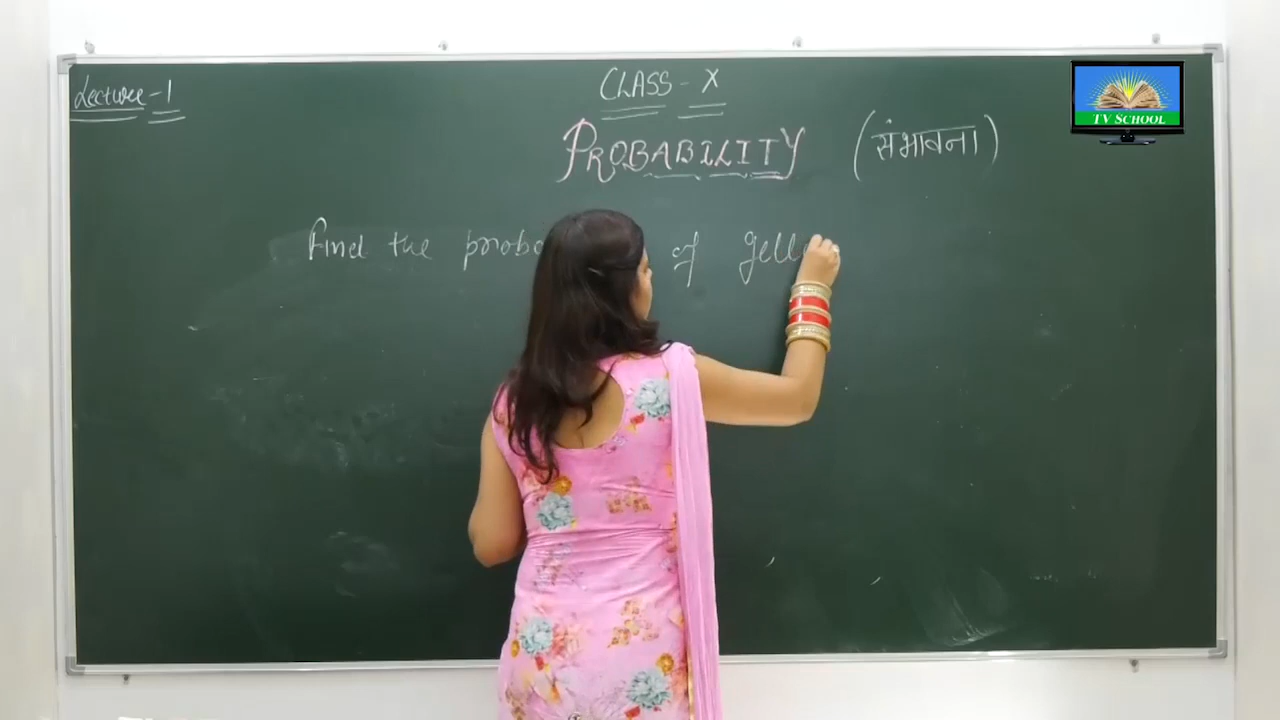 Lecture-1
CLASS - X
TV SCHOOL
PROBABILITY (संभावना)
Find the of